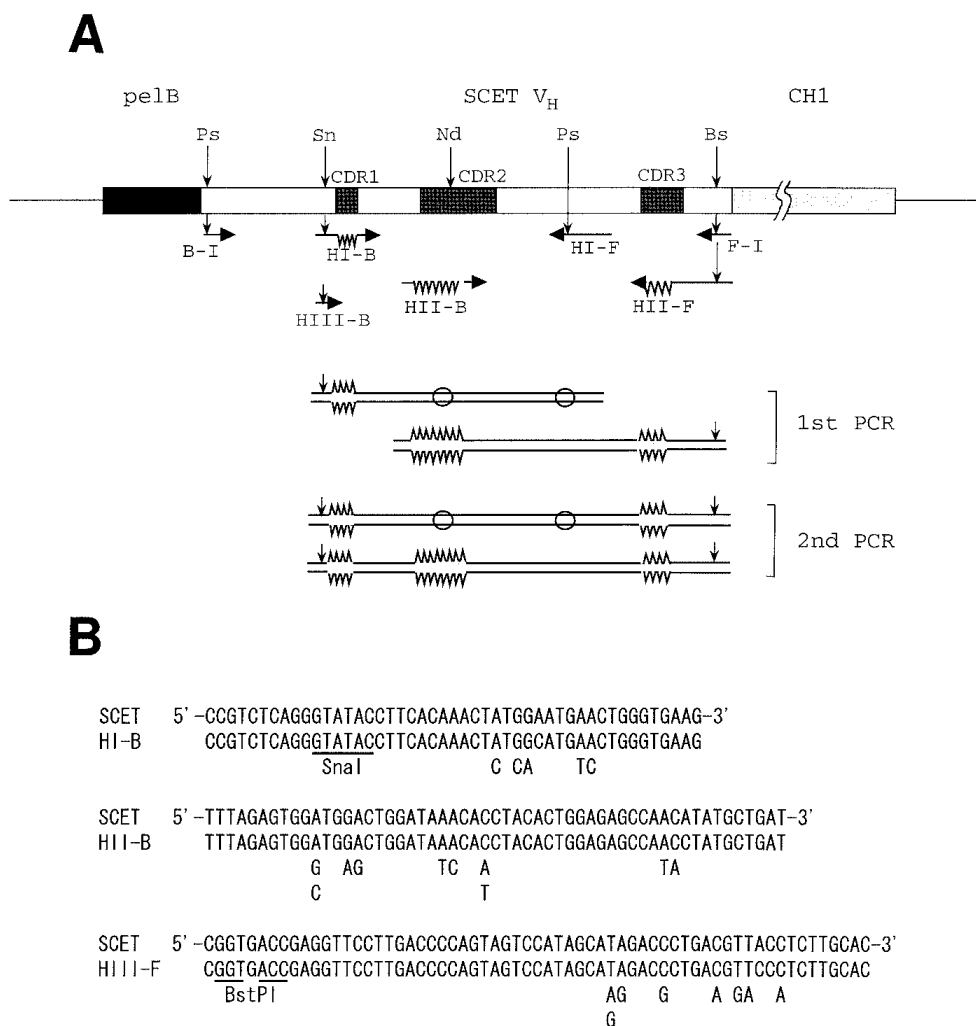 A
pelB SCET VH CH1
Ps Sn Nd Ps Bs
CDR1 CDR2 CDR3
B-I HI-B HI-F F-I
HIII-B HII-B HII-F
1st PCR
2nd PCR
B
SCET 5'-CCGTCTCAGGGTATACCTTCACAAACTATGGAATGAACTGGGTGAAG-3'
HI-B CCGTCTCAGGGTATACCTTCACAAACTATGGCATGAACTGGGTGAAG
SnaI C CA TC
SCET 5'-TTTAGAGTGGATGGACTGGATAAACACCTACACTGGAGAGCCAACATATGCTGAT-3'
HII-B TTTAGAGTGGATGGACTGGATAAACACCTACACTGGAGAGCCAACCTATGCTGAT
G AG TC A TA
C T
SCET 5'-CGGTGACCGAGGTTCCTTGACCCCAGTAGTCCATAGCATAGACCCTGACGTTACCTCTTGCAC-3'
HIII-F CGGTGACCGAGGTTCCTTGACCCCAGTAGTCCATAGCATAGACCCTGACGTTCCCTCTTGCAC
BstPI AG G A GA A
G